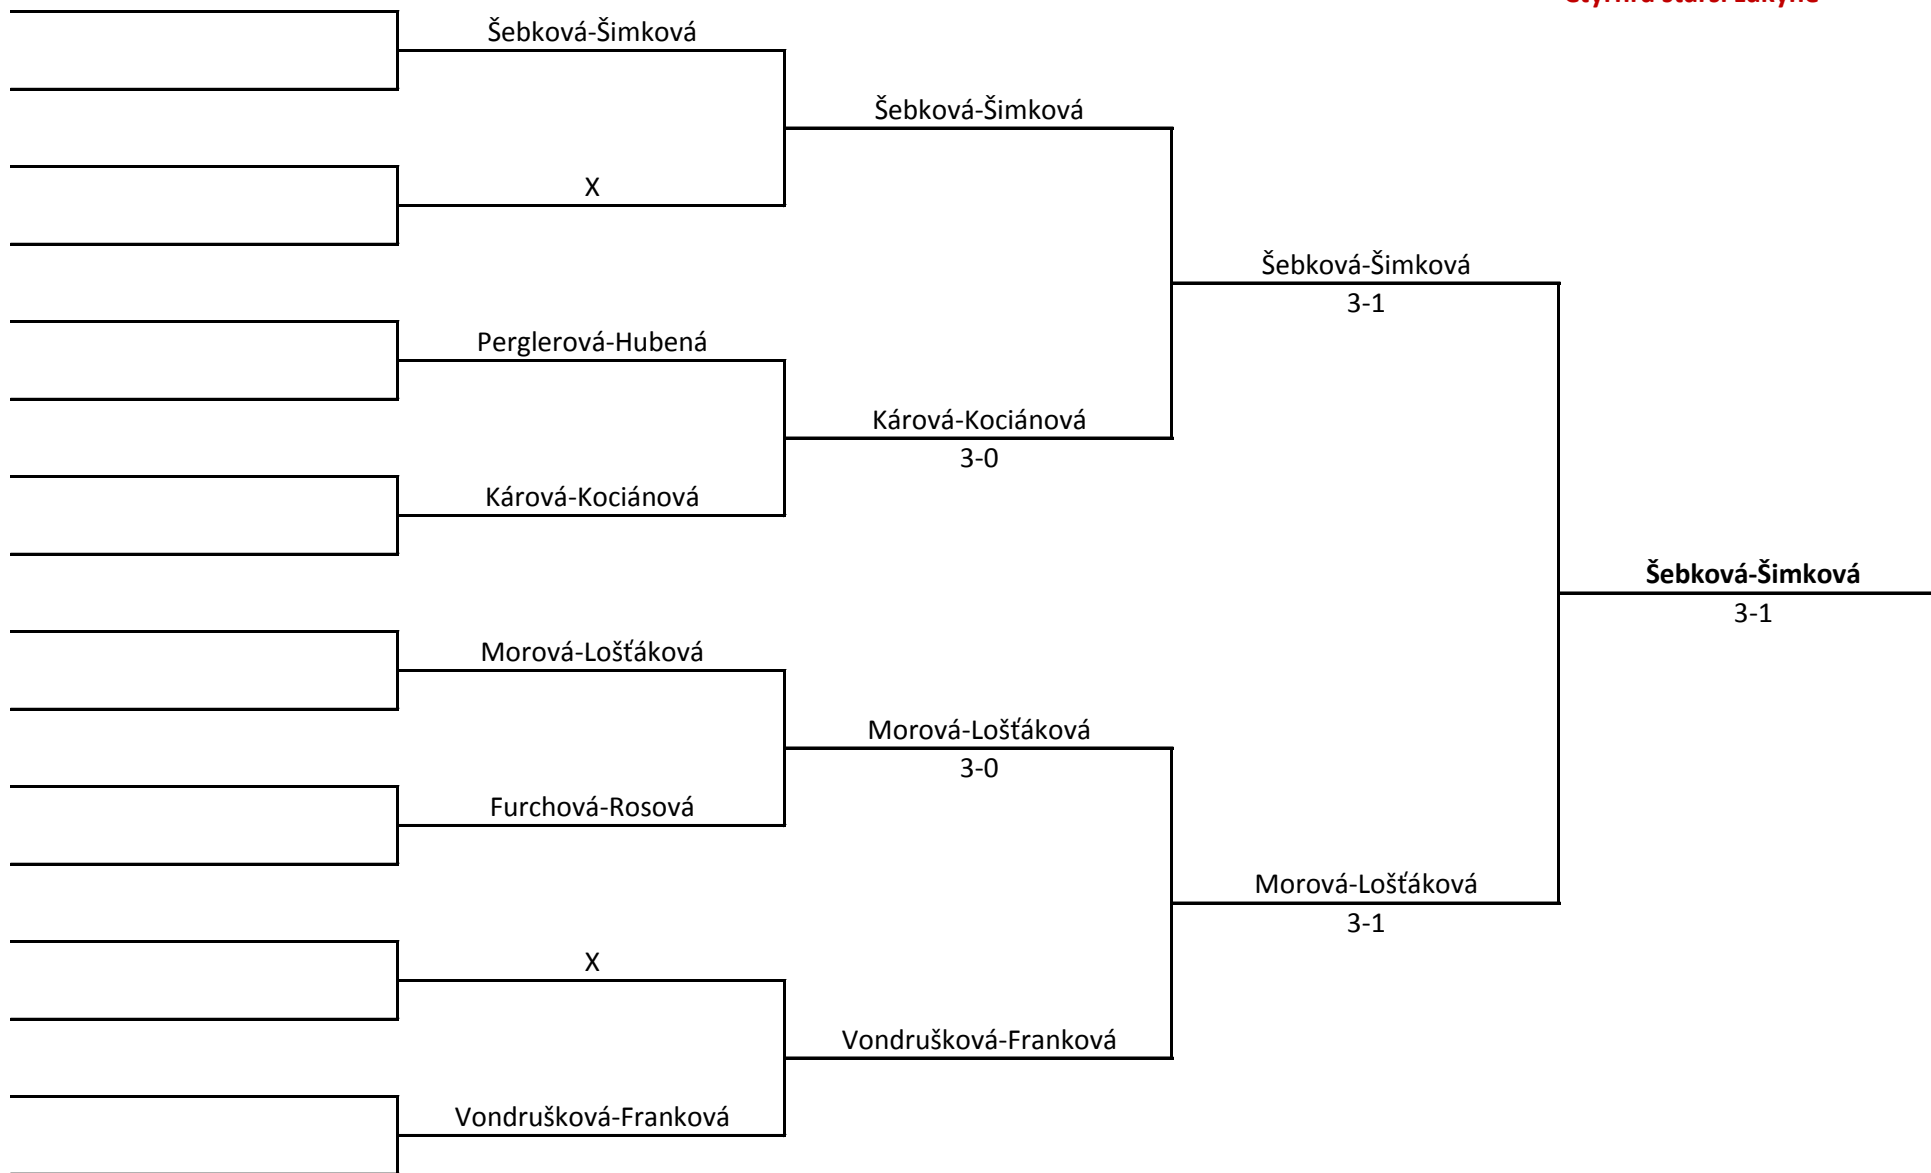 Šebková-Šimková
X
Perglerová-Hubená
Kárová-Kociánová
Morová-Lošťáková
Furchová-Rosová
X
Vondrušková-Franková
Šebková-Šimková
Kárová-Kociánová
3-0
Morová-Lošťáková
3-0
Vondrušková-Franková
Šebková-Šimková
3-1
Morová-Lošťáková
3-1
Šebková-Šimková
3-1